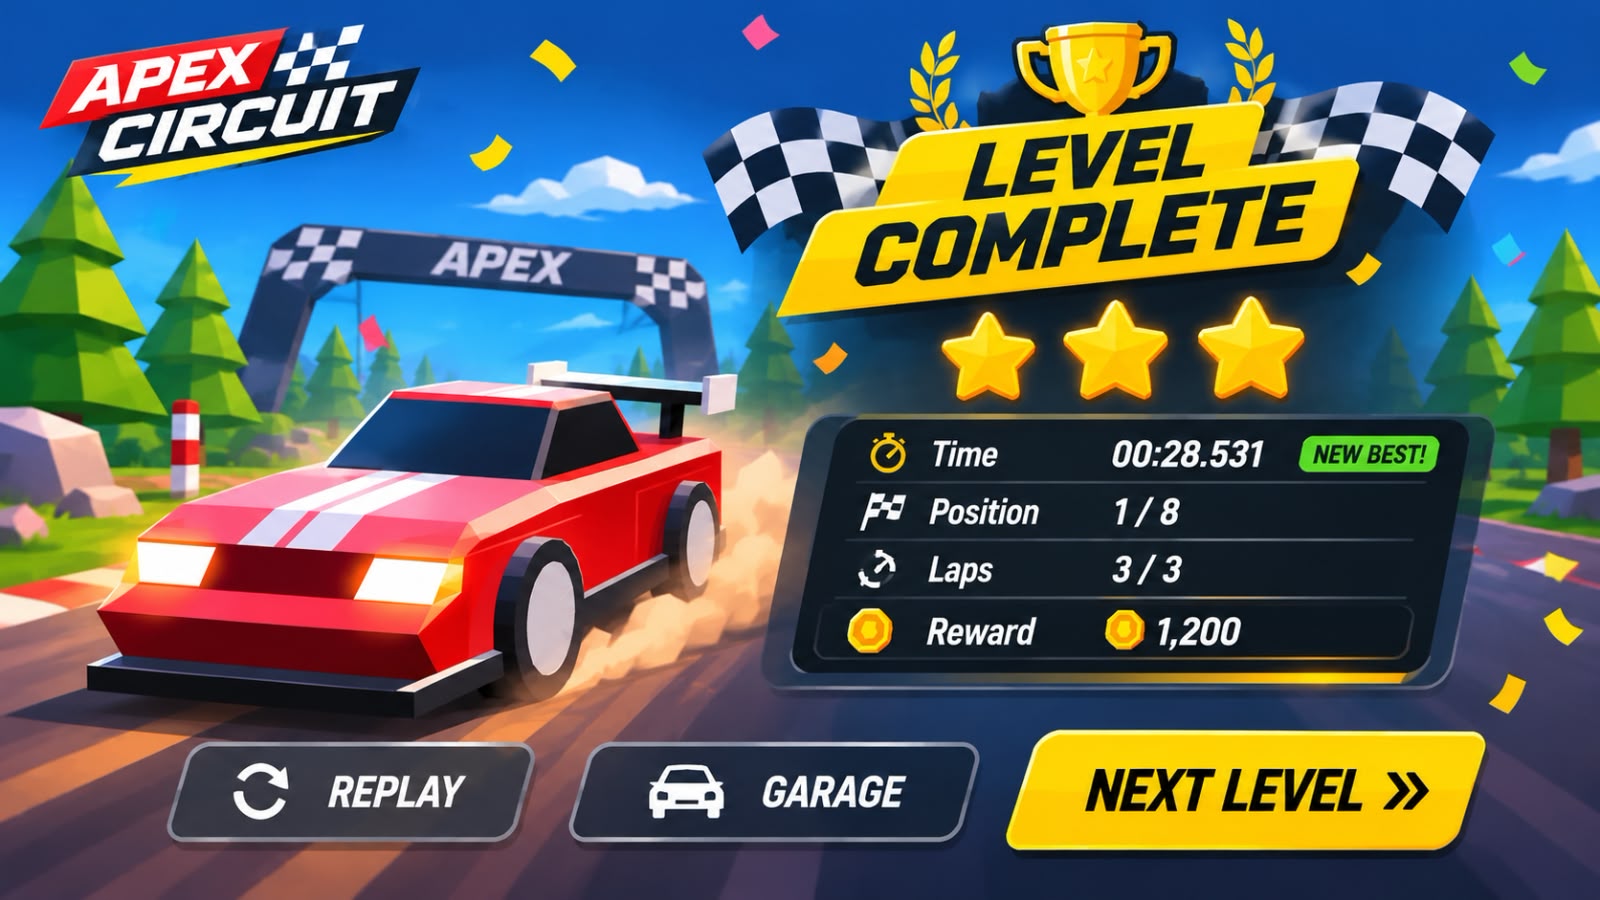 APEX
CIRCUIT
APEX
LEVEL
COMPLETE
Time 00:28.531 NEW BEST!
Position 1 / 8
Laps 3 / 3
Reward 1,200
REPLAY
GARAGE
NEXT LEVEL